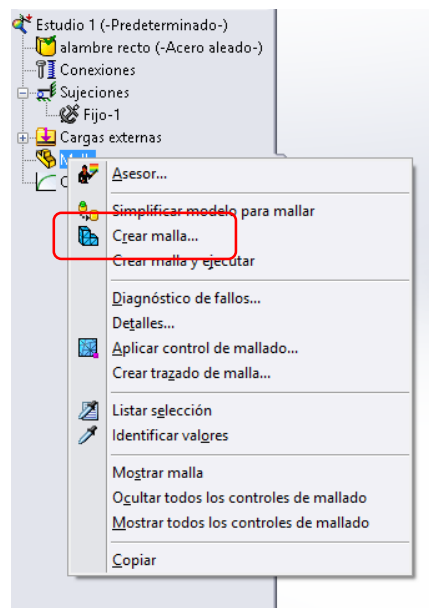 Estudio 1 (-Predeterminado-)
alambre recto (-Acero aleado-)
Conexiones
Sujeciones
Fijo-1
Cargas externas
Asesor...
Simplificar modelo para mallar
Crear malla...
Crear malla y ejecutar
Diagnóstico de fallos...
Detalles...
Aplicar control de mallado...
Crear trazado de malla...
Listar selección
Identificar valores
Mostrar malla
Ocultar todos los controles de mallado
Mostrar todos los controles de mallado
Copiar